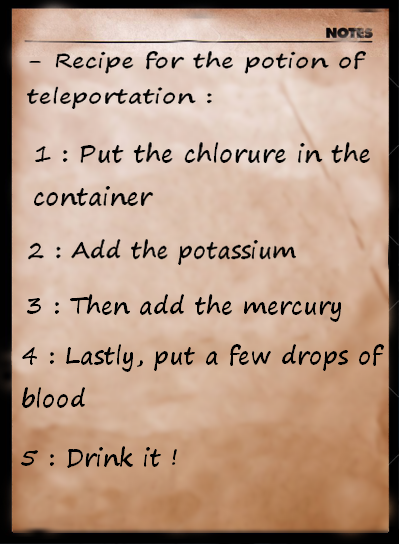 NOTES
- Recipe for the potion of
teleportation :
1 : Put the chlorure in the
container
2 : Add the potassium
3 : Then add the mercury
4 : Lastly, put a few drops of
blood
5 : Drink it !